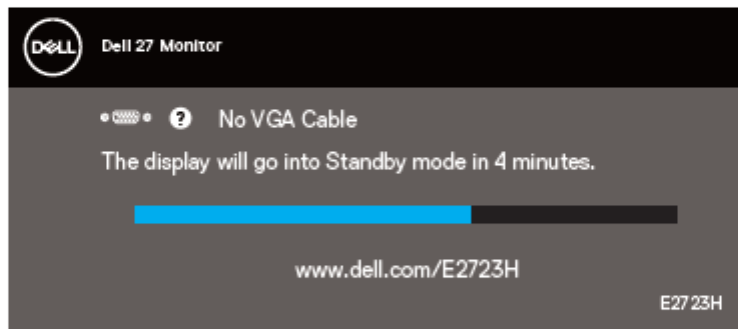 DELL
Dell 27 Monitor
? No VGA Cable
The display will go into Standby mode in 4 minutes.
www.dell.com/E2723H
E2723H